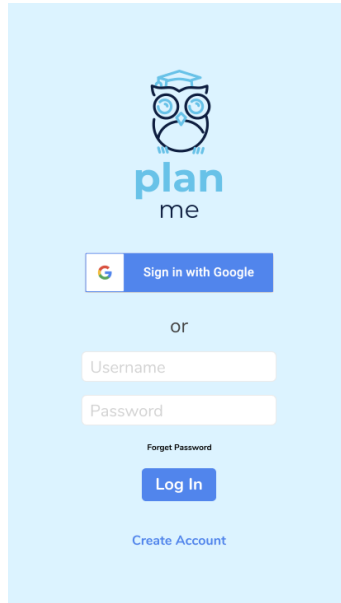 plan
me
Sign in with Google
or
Username
Password
Forget Password
Log In
Create Account